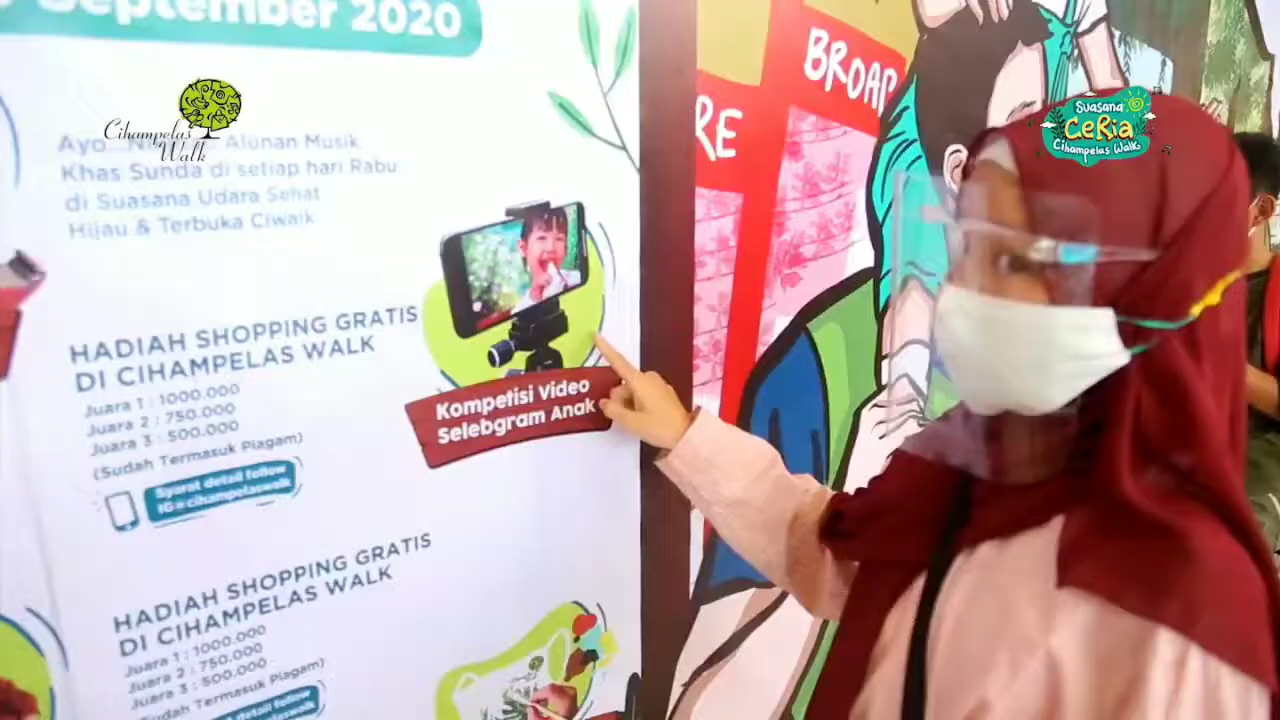 September 2020
Cihampelas
Walk
Suasana
Ceria
Cihampelas Walk
BROAD
RE
Ayo Alunan Musik
Khas Sunda di setiap hari Rabu
di Suasana Udara Sehat
Hijau & Terbuka Ciwalk
HADIAH SHOPPING GRATIS
DI CIHAMPELAS WALK
Juara 1 : 1000.000
Juara 2 : 750.000
Juara 3 : 500.000
(Sudah Termasuk Piagam)
Syarat detail follow
IG@cihampelaswalk
Kompetisi Video
Selebgram Anak
HADIAH SHOPPING GRATIS
DI CIHAMPELAS WALK
Juara 1 : 1000.000
Juara 2 : 750.000
Juara 3 : 500.000
(Sudah Termasuk Piagam)
Syarat detail follow